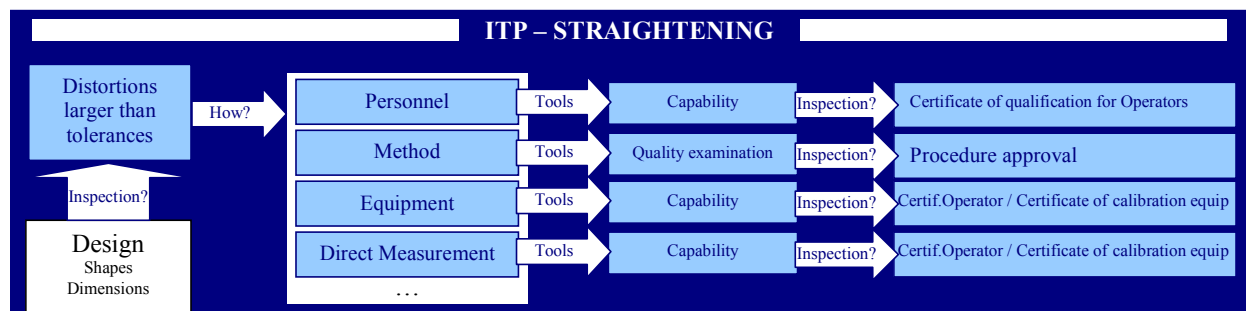 ITP – STRAIGHTENING
Distortions
larger than
tolerances
How?
Inspection?
Design
Shapes
Dimensions
Personnel
Tools
Capability
Inspection?
Certificate of qualification for Operators
Method
Tools
Quality examination
Inspection?
Procedure approval
Equipment
Tools
Capability
Inspection?
Certif.Operator / Certificate of calibration equip
Direct Measurement
Tools
Capability
Inspection?
Certif.Operator / Certificate of calibration equip
…